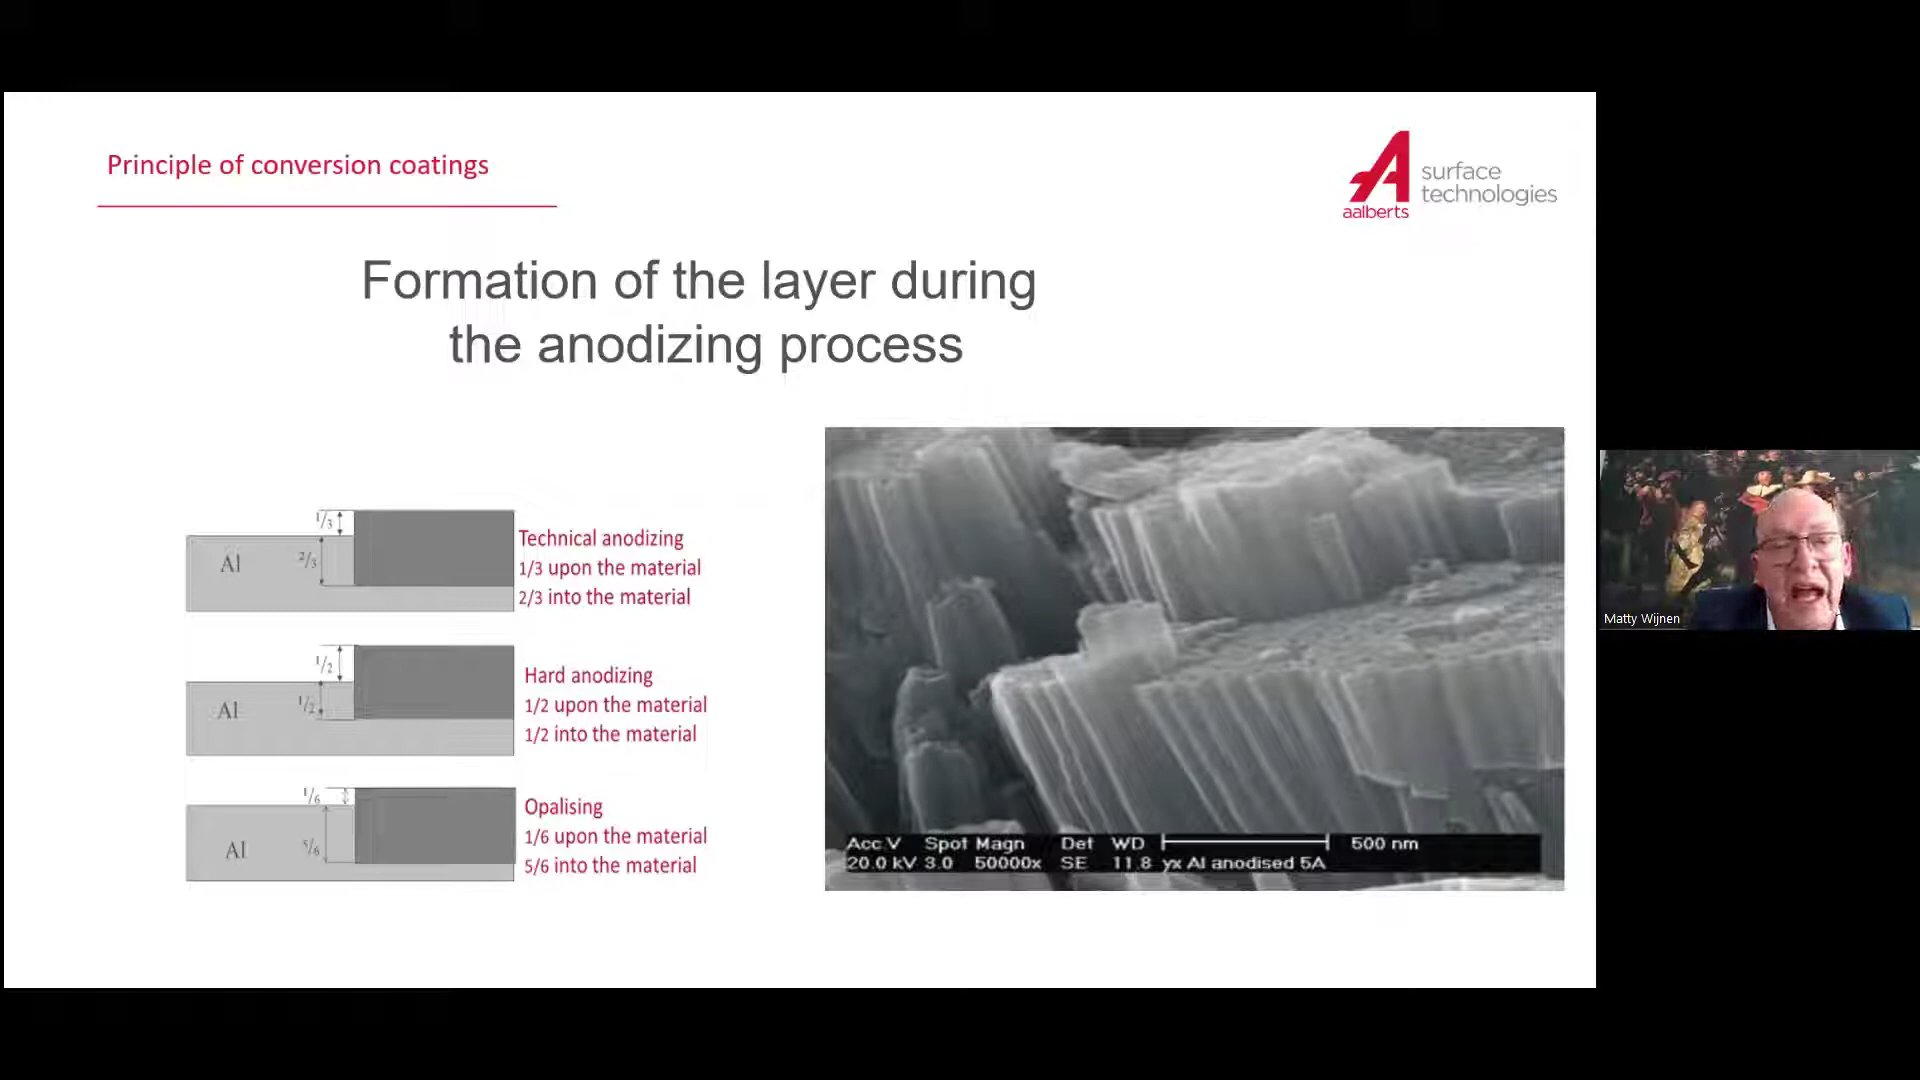 Principle of conversion coatings
surface
technologies
aalberts
Formation of the layer during
the anodizing process
1/3
Al
2/3
Technical anodizing
1/3 upon the material
2/3 into the material
1/2
Al
1/2
Hard anodizing
1/2 upon the material
1/2 into the material
1/6
Al
5/6
Opalising
1/6 upon the material
5/6 into the material
Acc.V Spot Magn Det WD 500 nm
20.0 kV 3.0 50000x SE 11.8 yx Al anodised 5A
Matty Wijnen